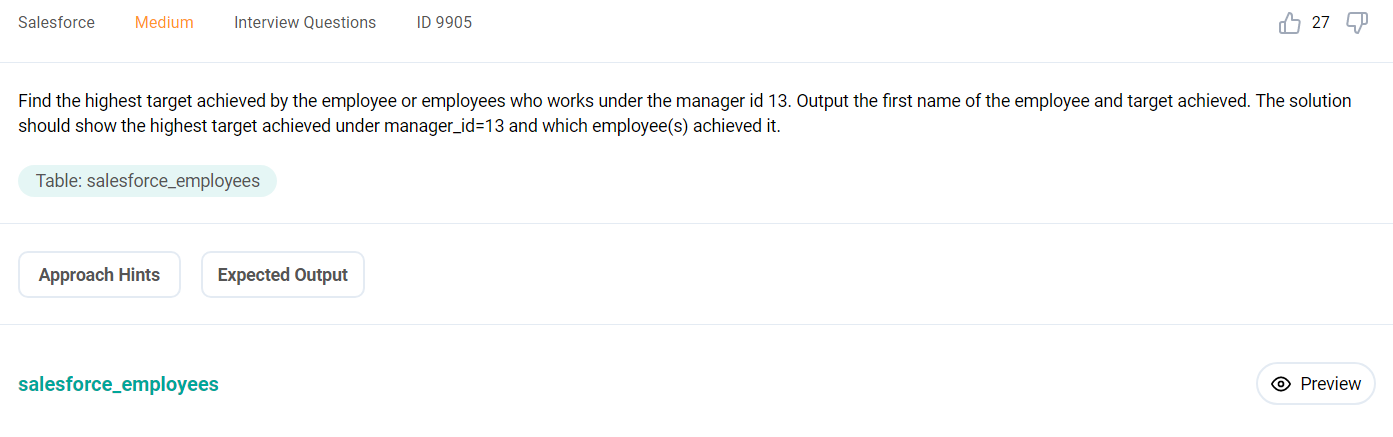 Salesforce Medium Interview Questions ID 9905 27
Find the highest target achieved by the employee or employees who works under the manager id 13. Output the first name of the employee and target achieved. The solution
should show the highest target achieved under manager_id=13 and which employee(s) achieved it.
Table: salesforce_employees
Approach Hints Expected Output
salesforce_employees Preview